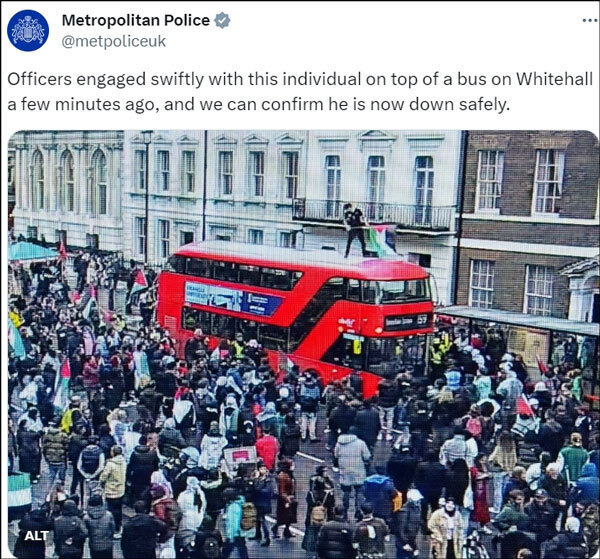 Metropolitan Police
@metpoliceuk
Officers engaged swiftly with this individual on top of a bus on Whitehall
a few minutes ago, and we can confirm he is now down safely.
159
ALT